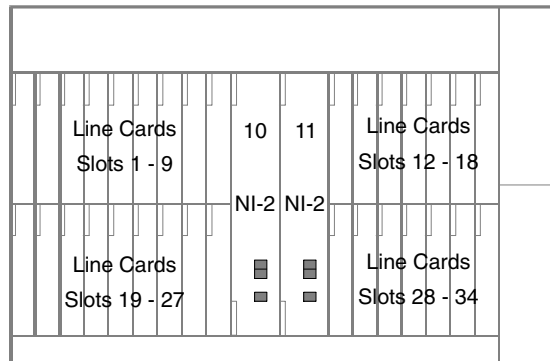 Line Cards
Slots 1 - 9
10
11
Line Cards
Slots 12 - 18
NI-2
NI-2
Line Cards
Slots 19 - 27
Line Cards
Slots 28 - 34